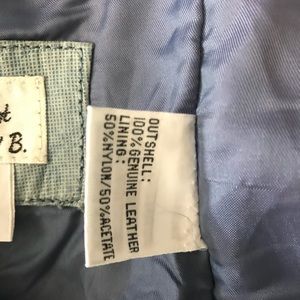 B.
OUTSHELL:
100% GENUINE LEATHER
LINING:
50%NYLON/50%ACETATE